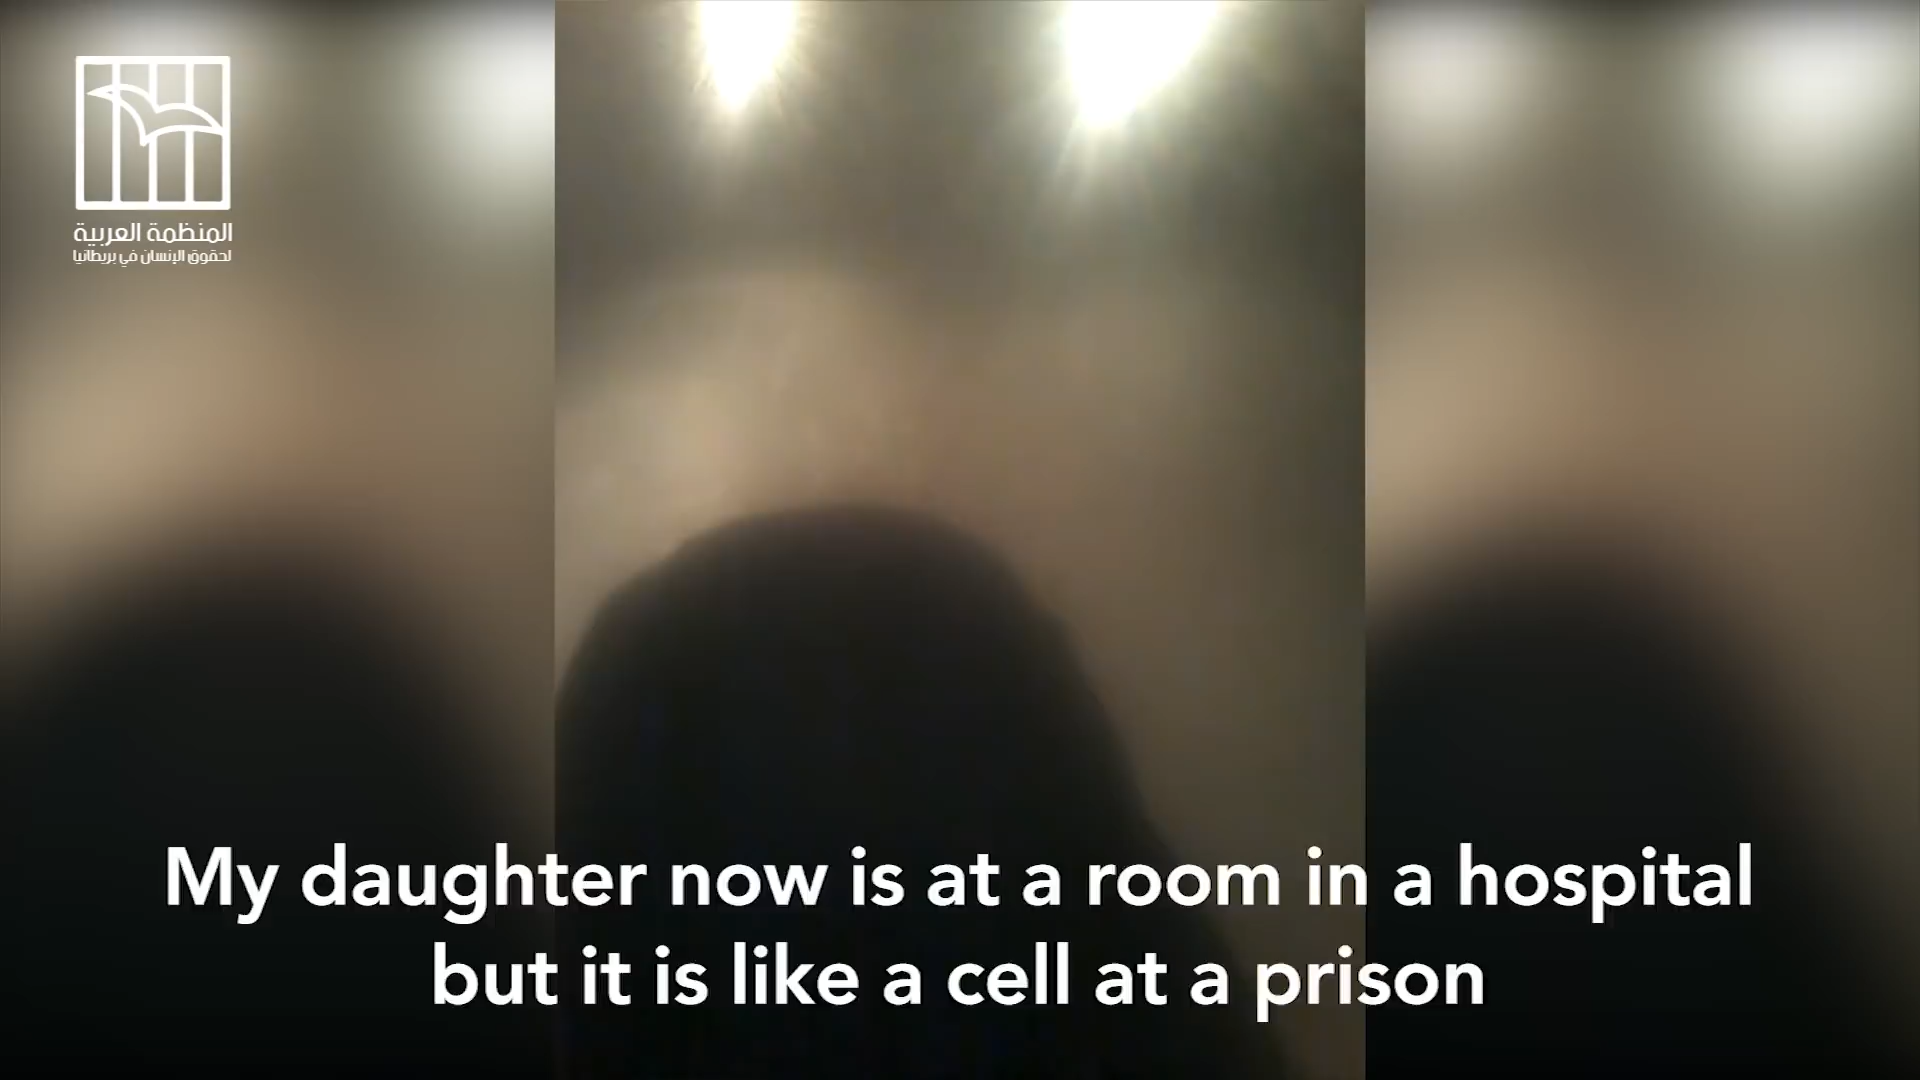 المنظمة العربية
لحقوق الإنسان في بريطانيا
My daughter now is at a room in a hospital
but it is like a cell at a prison